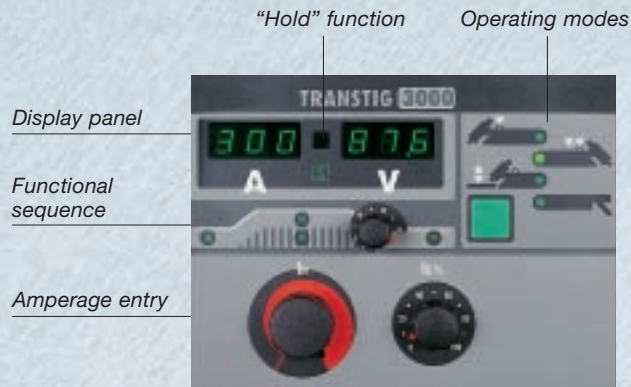 “Hold” function
Operating modes
TRANSTIG 3000
Display panel
300 87.6
A S V
Functional
sequence
Amperage entry